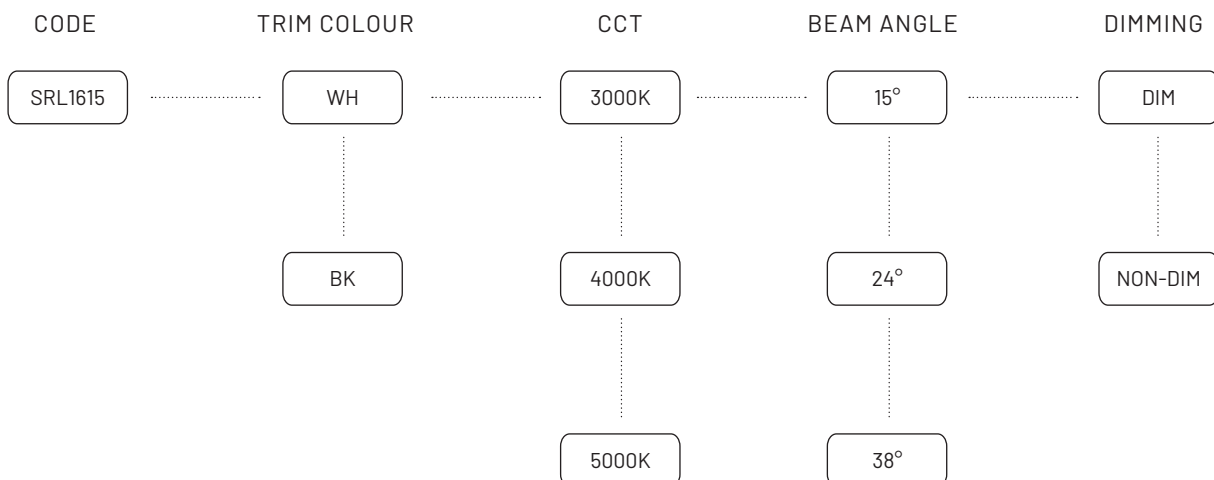 CODE TRIM COLOUR CCT BEAM ANGLE DIMMING
SRL1615 WH 3000K 15° DIM
BK 4000K 24° NON-DIM
5000K 38°